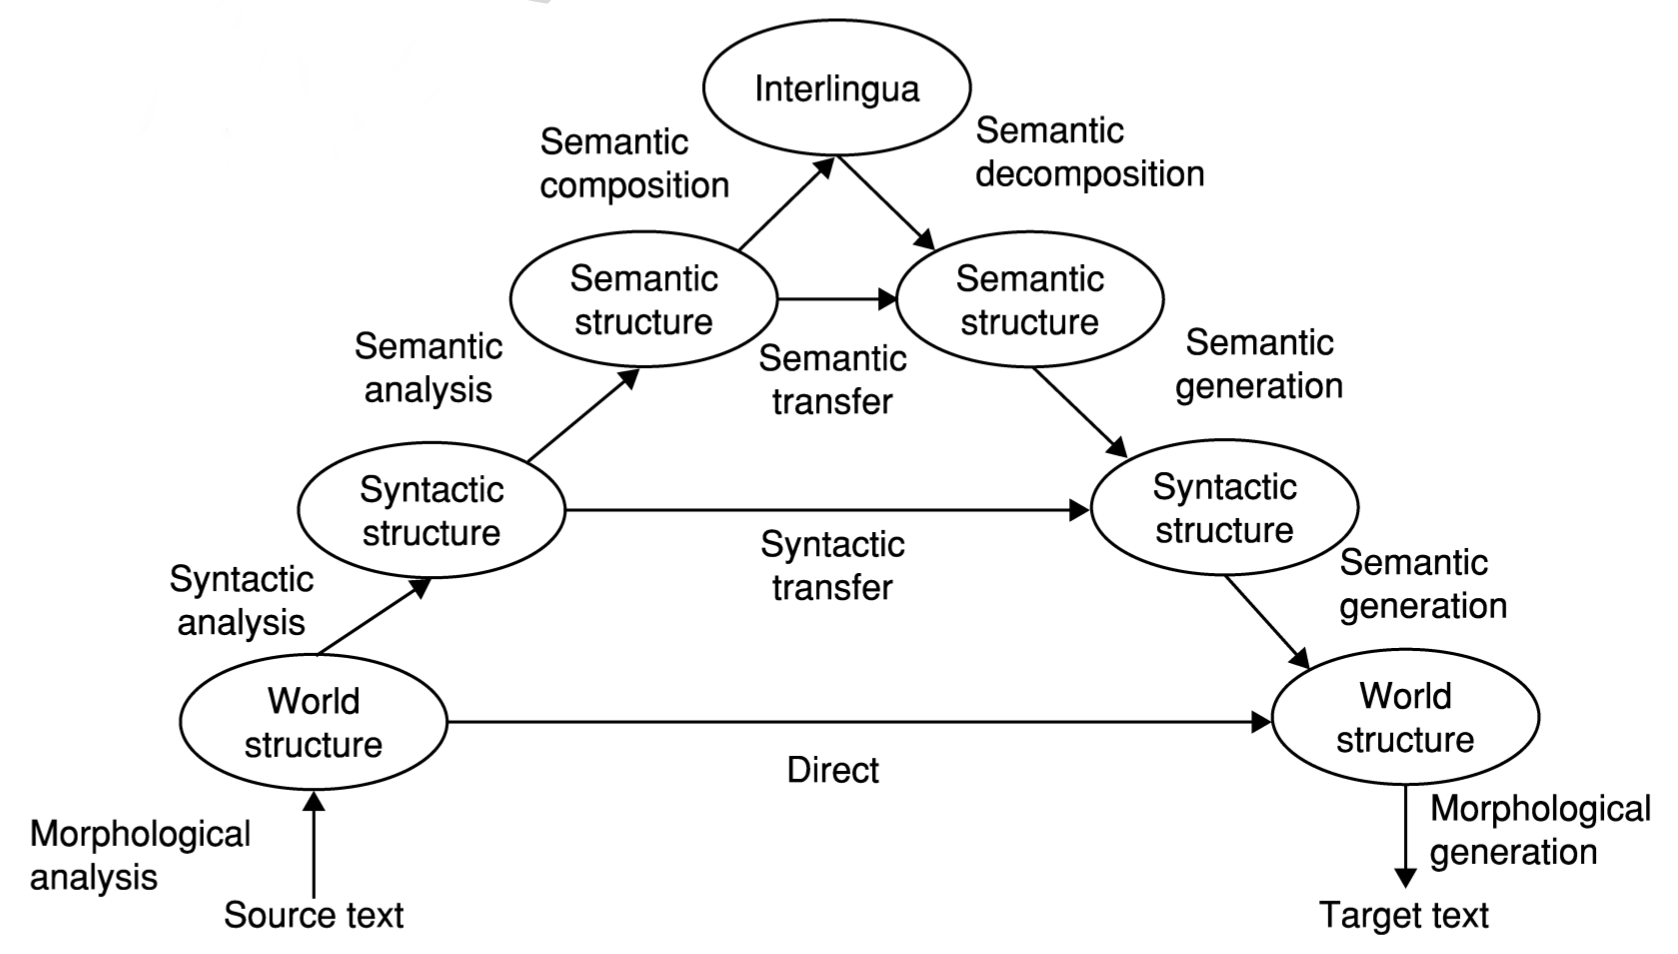 Interlingua
Semantic
composition
Semantic
decomposition
Semantic
structure
Semantic
structure
Semantic
analysis
Semantic
transfer
Semantic
generation
Syntactic
structure
Syntactic
structure
Syntactic
analysis
Syntactic
transfer
Semantic
generation
World
structure
World
structure
Direct
Morphological
analysis
Morphological
generation
Source text
Target text